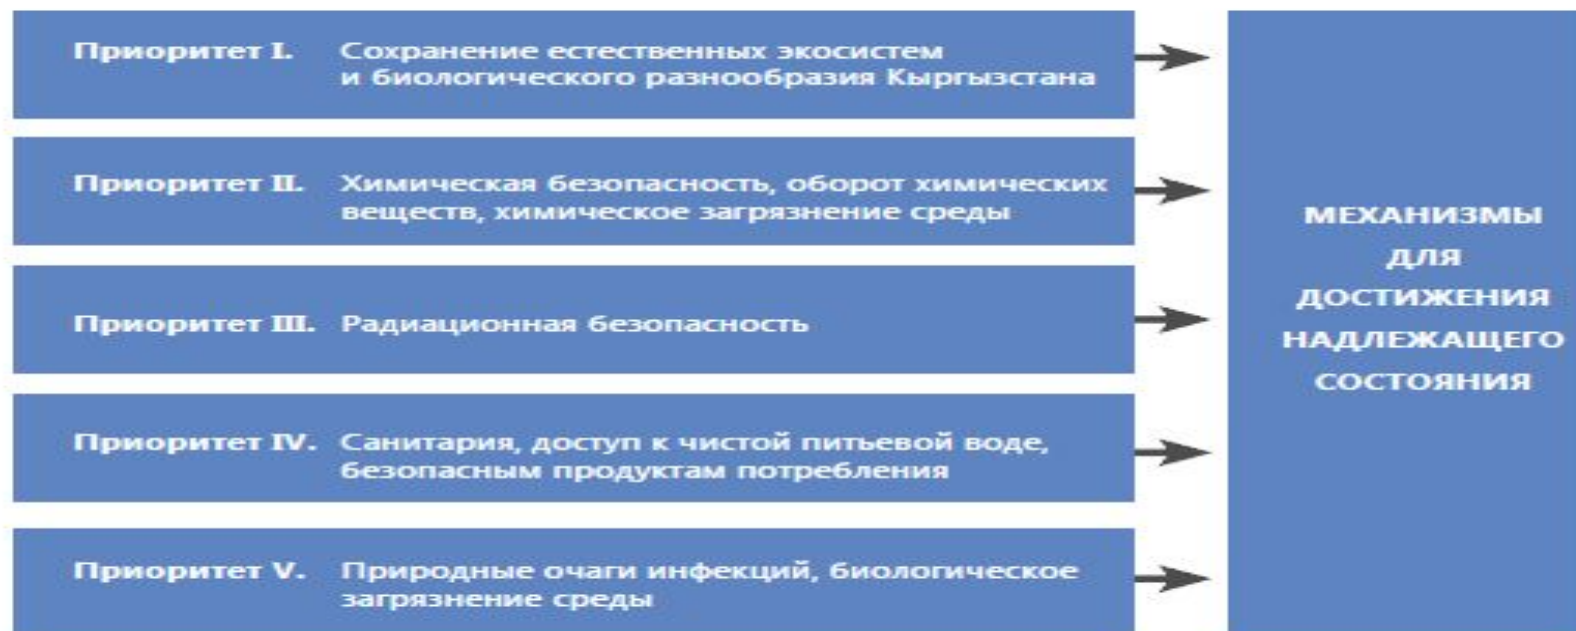 Приоритет I. Сохранение естественных экосистем
и биологического разнообразия Кыргызстана
Приоритет II. Химическая безопасность, оборот химических
веществ, химическое загрязнение среды
Приоритет III. Радиационная безопасность
Приоритет IV. Санитария, доступ к чистой питьевой воде,
безопасным продуктам потребления
Приоритет V. Природные очаги инфекций, биологическое
загрязнение среды
МЕХАНИЗМЫ
ДЛЯ
ДОСТИЖЕНИЯ
НАДЛЕЖАЩЕГО
СОСТОЯНИЯ